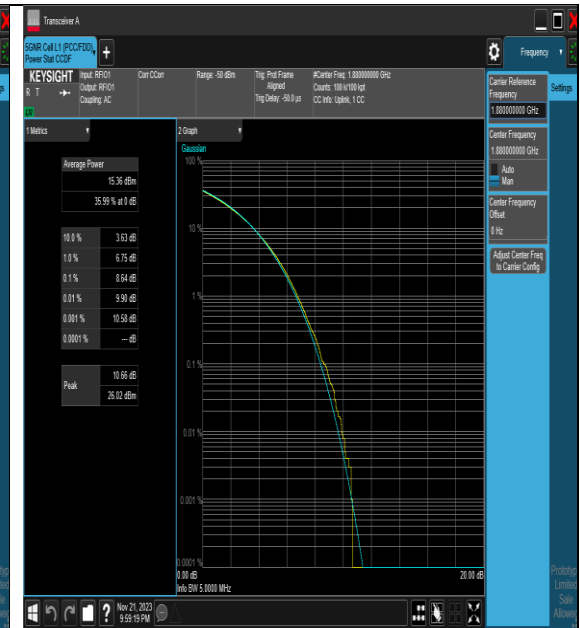 Transceiver A
5GNR Cell L1 (PCC/FDD)
Power Stat CCDF
+
Frequency
KEYSIGHT
R T
Input: RFIO1
Output: RFIO1
Coupling: AC
Corr CCorr
Range: -50 dBm
Trig: Prot Frame
Aligned
Trig Delay: -50.0 µs
#Center Freq: 1.880000000 GHz
Counts: 100 k/100 kpt
CC Info: Uplink, 1 CC
1 Metrics
2 Graph
Gaussian
Average Power
15.36 dBm
35.99 % at 0 dB
10.0 % 3.63 dB
1.0 % 6.75 dB
0.1 % 8.64 dB
0.01 % 9.90 dB
0.001 % 10.58 dB
0.0001 % --- dB
Peak
10.66 dB
26.02 dBm
100 %
10 %
1 %
0.1 %
0.01 %
0.001 %
0.0001 %
0.00 dB
20.00 dB
Info BW 5.0000 MHz
Carrier Reference
Frequency
1.880000000 GHz
Settings
Center Frequency
1.880000000 GHz
Auto
Man
Center Frequency
Offset
0 Hz
Adjust Center Freq
to Carrier Config
?
Nov 21, 2023
9:59:19 PM